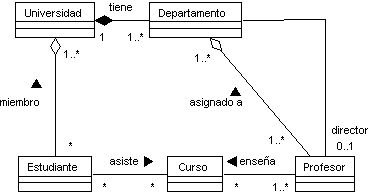 Universidad
tiene
Departamento
1
1..*
1..*
1..*
miembro
asignado a
director
*
1..*
0..1
Estudiante
asiste
Curso
enseña
Profesor
*
*
*
1..*